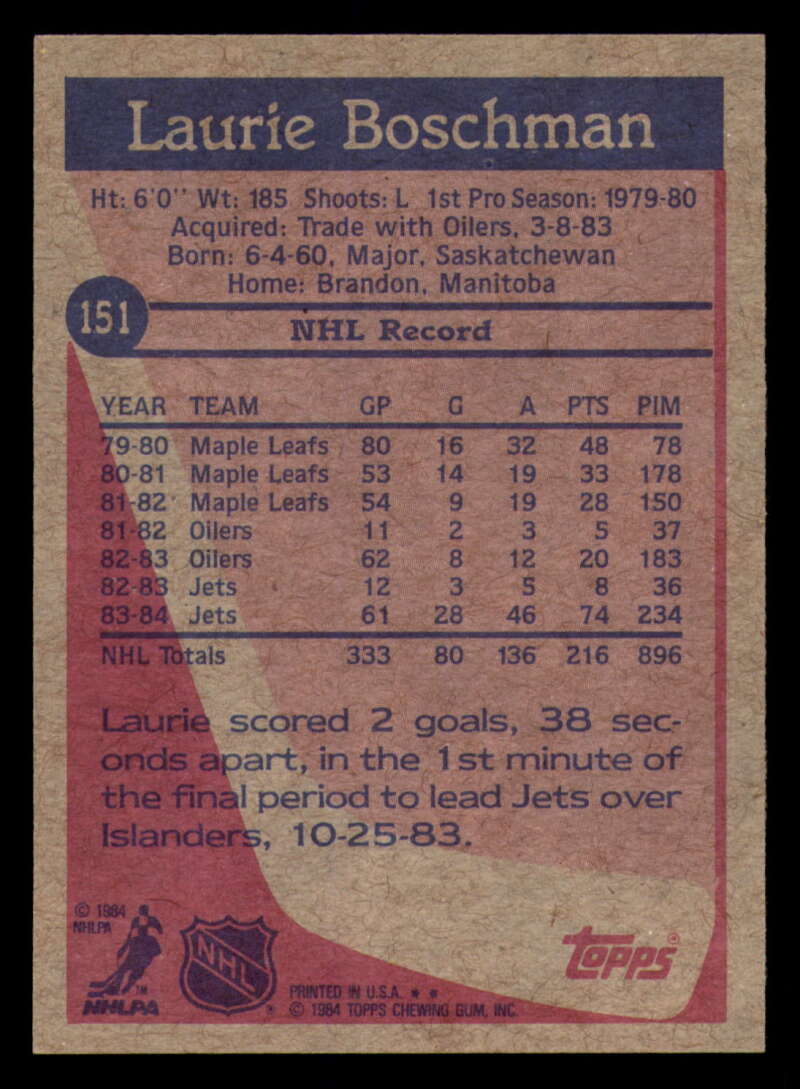 Laurie Boschman
Ht: 6'0" Wt: 185 Shoots: L 1st Pro Season: 1979-80
Acquired: Trade with Oilers, 3-8-83
Born: 6-4-60, Major, Saskatchewan
Home: Brandon, Manitoba
151
NHL Record
YEAR TEAM GP G A PTS PIM
79-80 Maple Leafs 80 16 32 48 78
80-81 Maple Leafs 53 14 19 33 178
81-82 Maple Leafs 54 9 19 28 150
81-82 Oilers 11 2 3 5 37
82-83 Oilers 62 8 12 20 183
82-83 Jets 12 3 5 8 36
83-84 Jets 61 28 46 74 234
NHL Totals 333 80 136 216 896
Laurie scored 2 goals, 38 sec-
onds apart, in the 1st minute of
the final period to lead Jets over
Islanders, 10-25-83.
© 1984
NHLPA
TM
NHLPA
NHL
®
PRINTED IN U.S.A. * *
© 1984 TOPPS CHEWING GUM, INC.
topps®